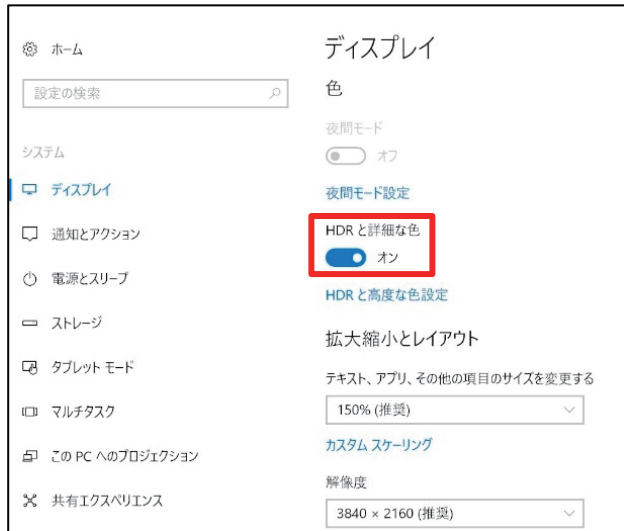 ホーム
設定の検索
システム
ディスプレイ
通知とアクション
電源とスリープ
ストレージ
タブレット モード
マルチタスク
この PC へのプロジェクション
共有エクスペリエンス
ディスプレイ
色
夜間モード
オフ
夜間モード設定
HDR と詳細な色
オン
HDR と高度な色設定
拡大縮小とレイアウト
テキスト、アプリ、その他の項目のサイズを変更する
150% (推奨)
カスタム スケーリング
解像度
3840 × 2160 (推奨)